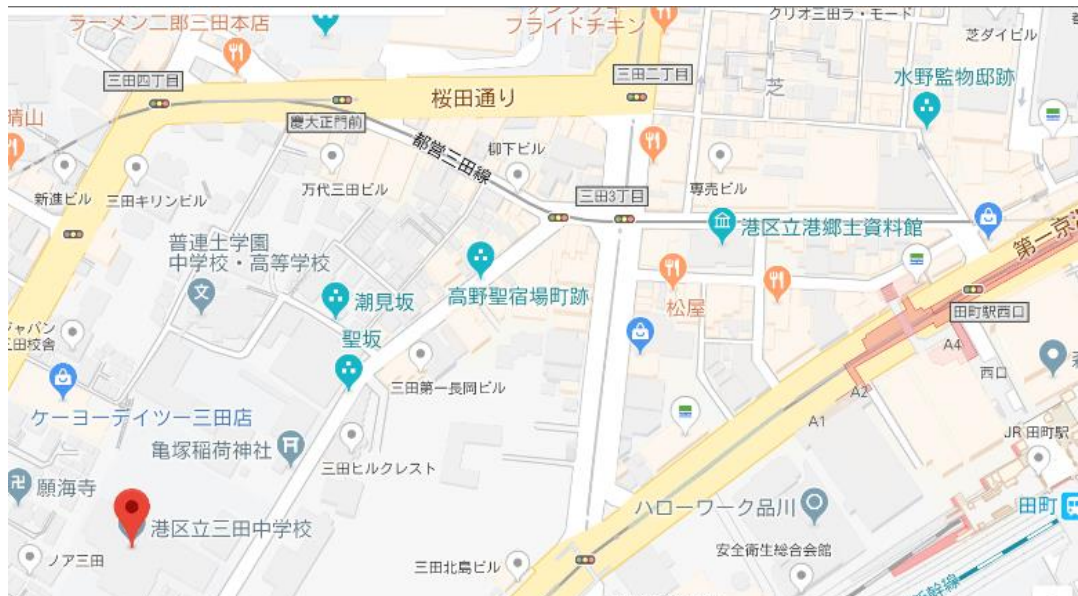 ラーメン二郎三田本店
フライドチキン
クリオ三田ラ・モード
芝ダイビル
三田四丁目
三田二丁目
水野監物邸跡
芝
桜田通り
晴山
慶大正門前
都営三田線
柳下ビル
専売ビル
新進ビル
三田キリンビル
万代三田ビル
三田3丁目
港区立港郷土資料館
普連土学園
中学校・高等学校
第一京
潮見坂
高野聖宿場町跡
松屋
田町駅西口
聖坂
ジャパン
三田校舎
三田第一長岡ビル
A4
西口
A2
ケーヨーデイツー三田店
A1
JR 田町駅
亀塚稲荷神社
三田ヒルクレスト
願海寺
ハローワーク品川
田町
港区立三田中学校
安全衛生総合会館
ノア三田
三田北島ビル
新幹線